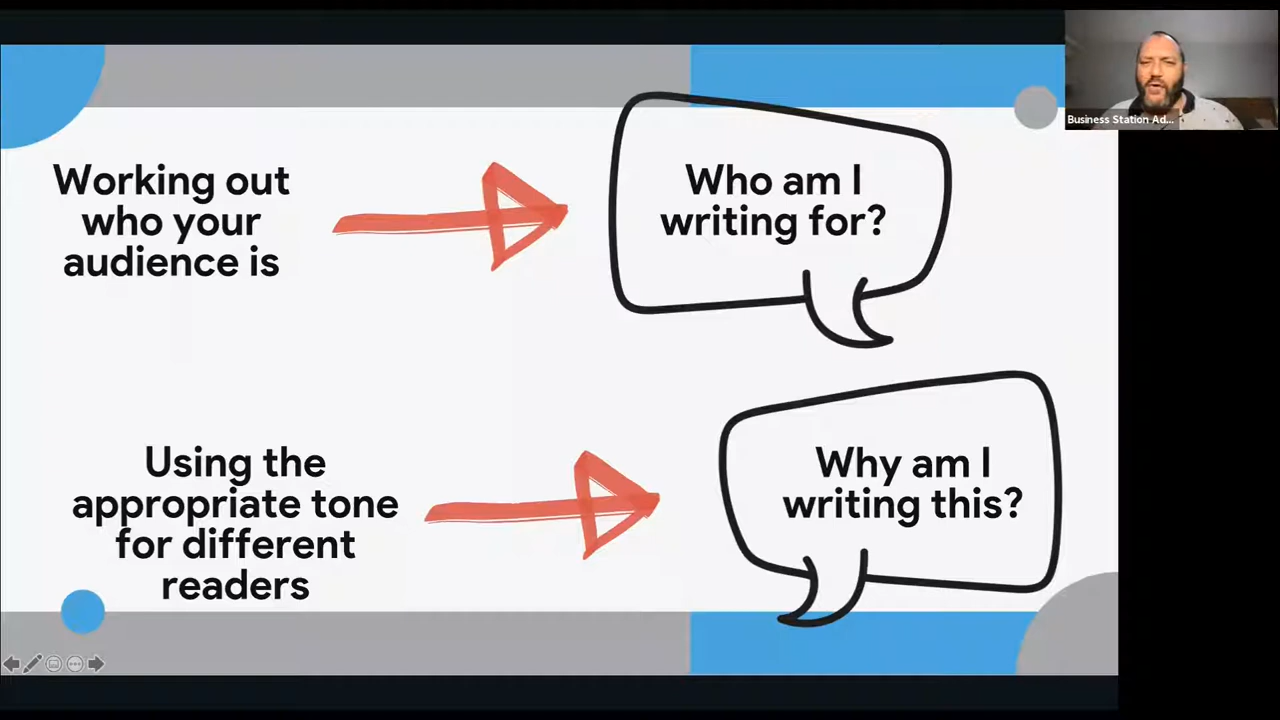 Working out
who your
audience is
Who am I
writing for?
Using the
appropriate tone
for different
readers
Why am I
writing this?
Business Station Ad...